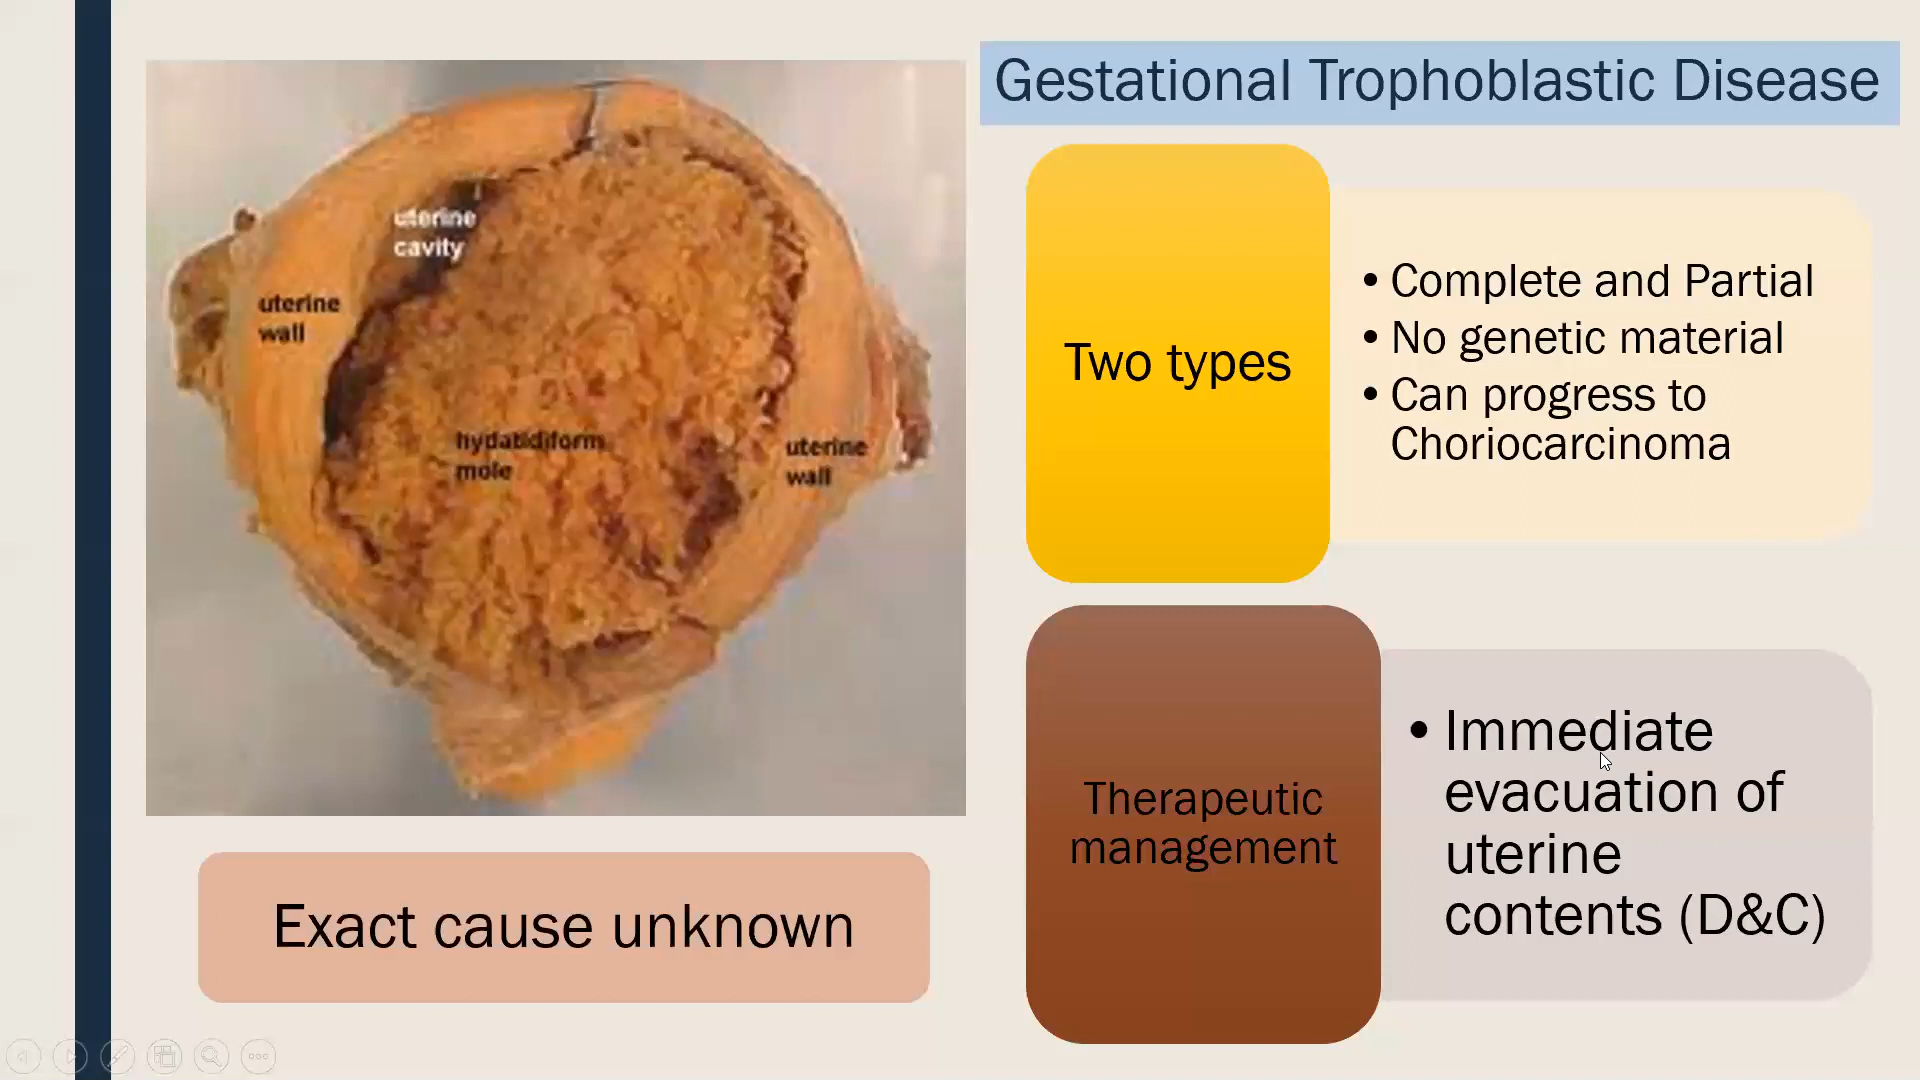 Gestational Trophoblastic Disease
uterine
cavity
uterine
wall
hydatidiform
mole
uterine
wall
Two types
• Complete and Partial
• No genetic material
• Can progress to
Choriocarcinoma
Therapeutic
management
• Immediate
evacuation of
uterine
contents (D&C)
Exact cause unknown